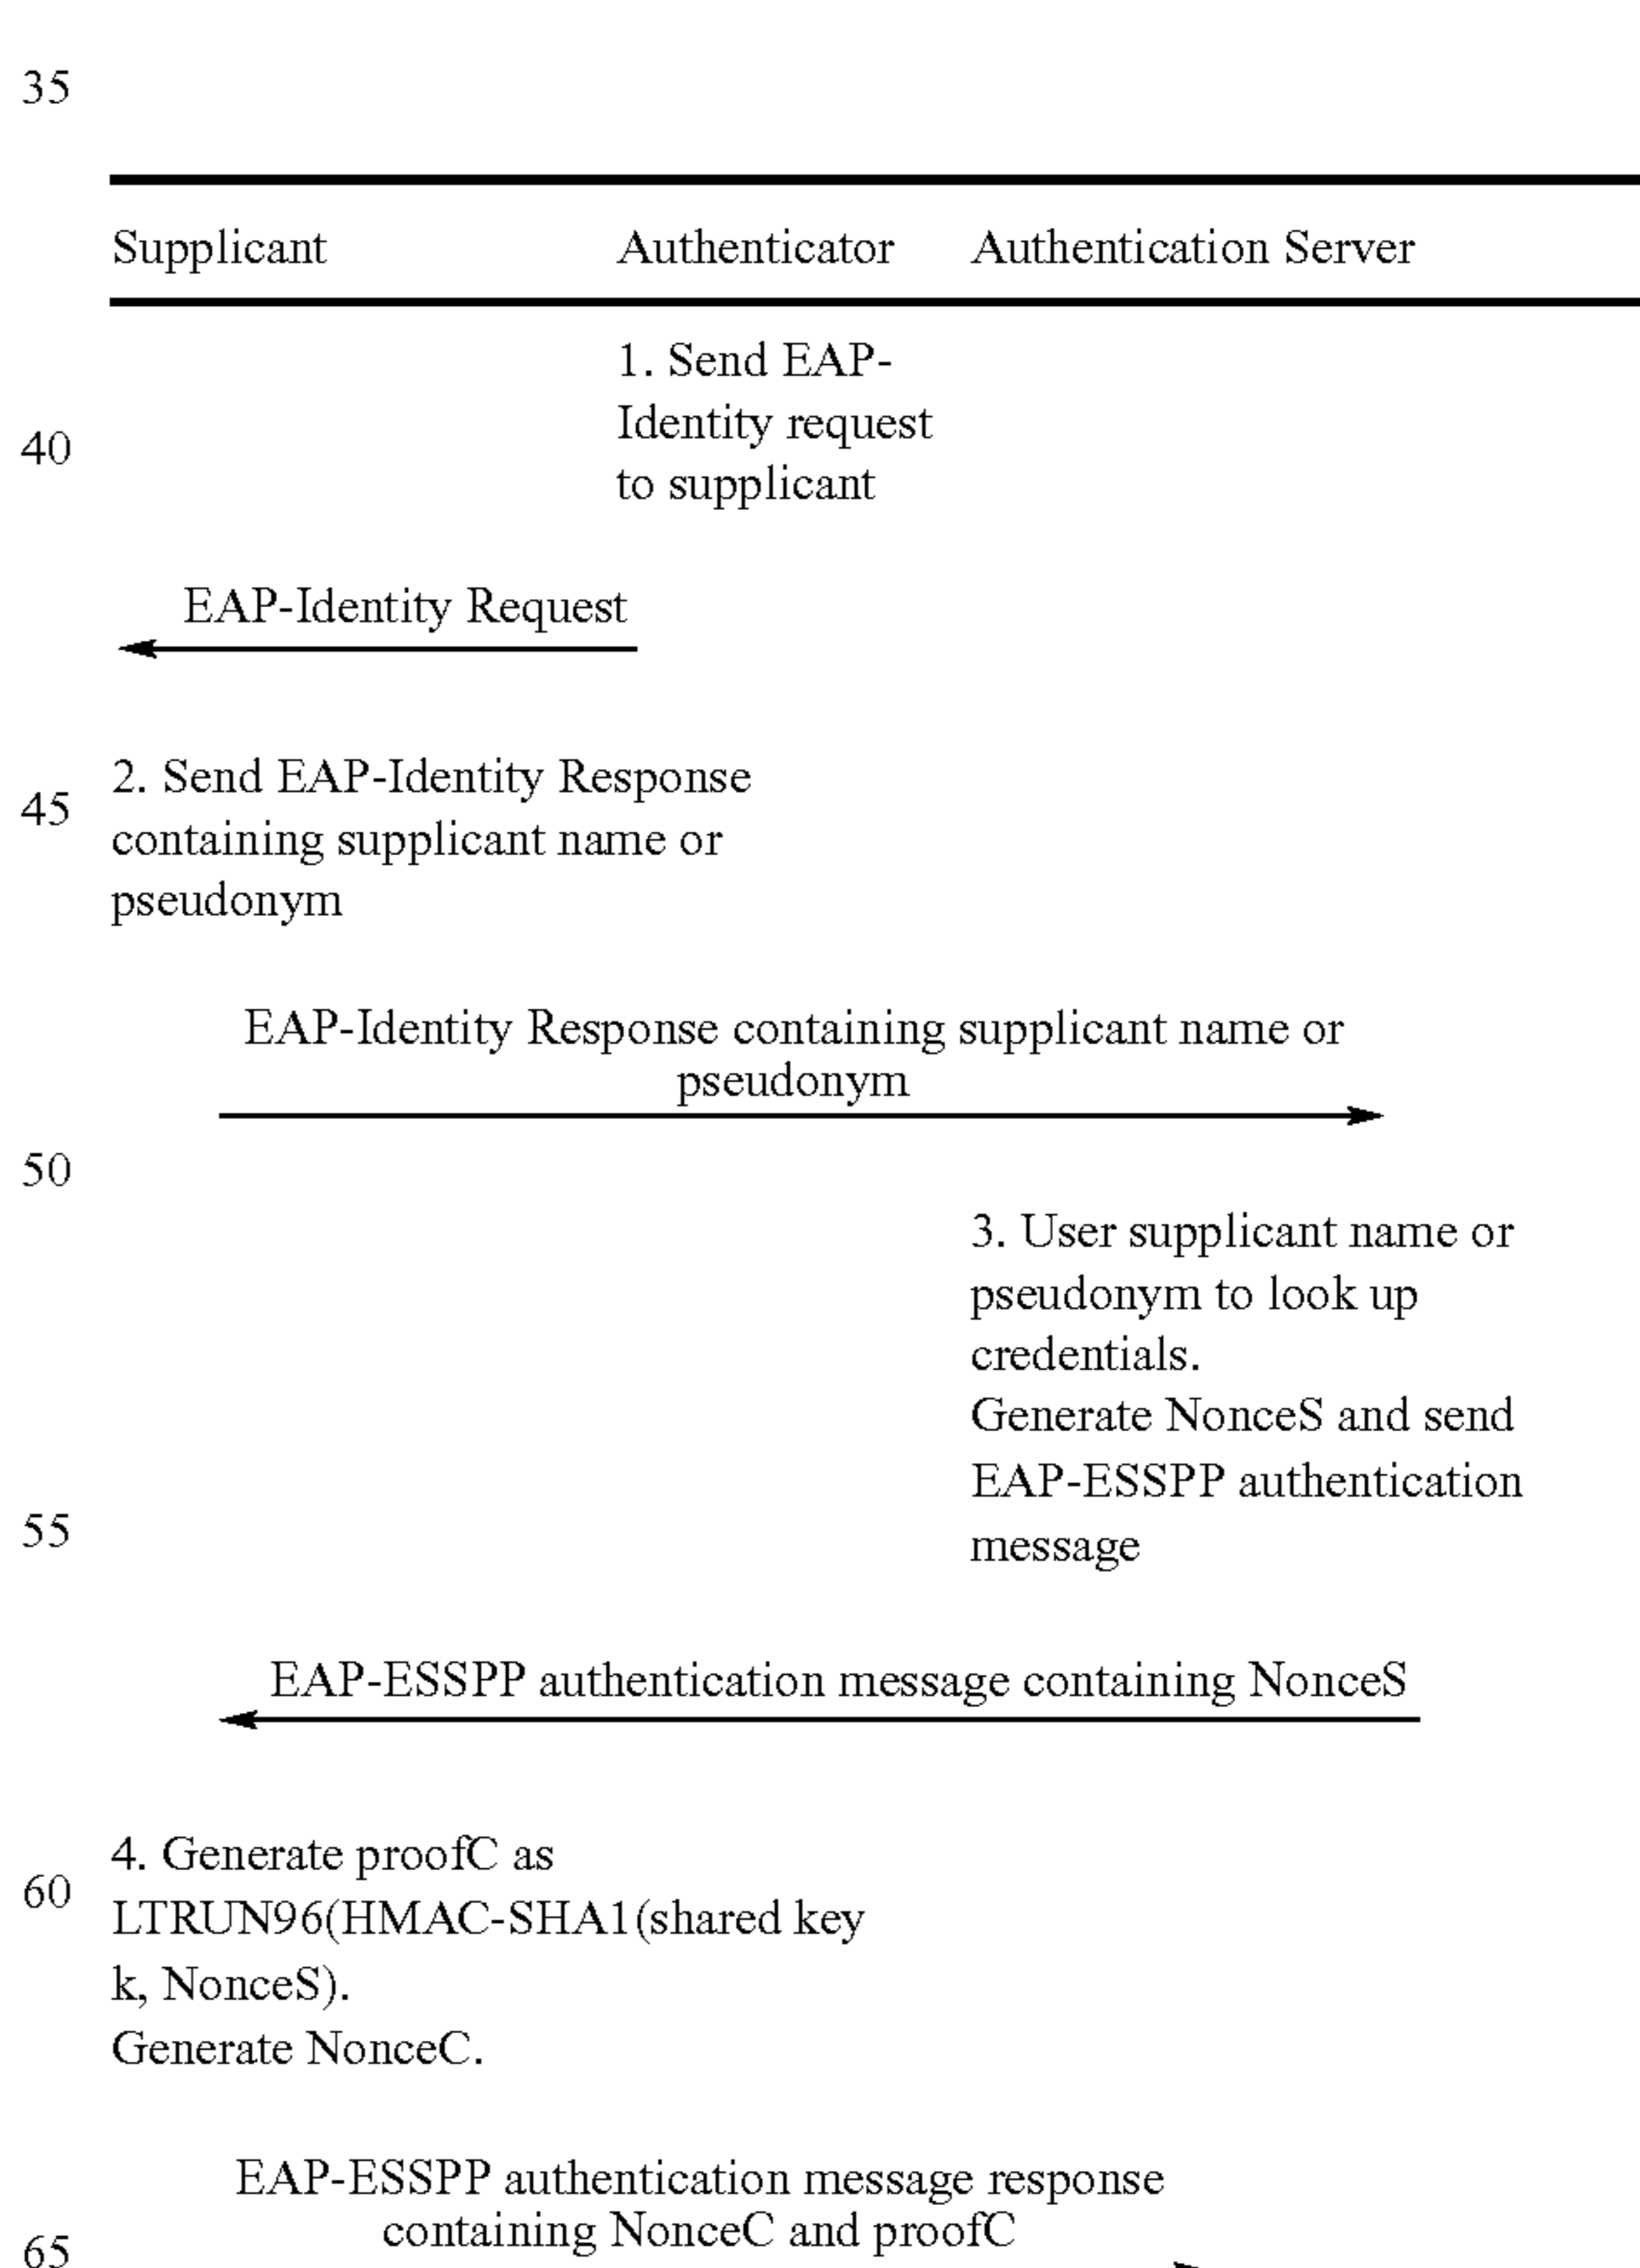 35
Supplicant Authenticator Authentication Server
1. Send EAP-
Identity request
40
to supplicant
EAP-Identity Request
2. Send EAP-Identity Response
45
containing supplicant name or
pseudonym
EAP-Identity Response containing supplicant name or
pseudonym
50
3. User supplicant name or
pseudonym to look up
credentials.
Generate NonceS and send
EAP-ESSPP authentication
55
message
EAP-ESSPP authentication message containing NonceS
4. Generate proofC as
60
LTRUN96(HMAC-SHA1(shared key
k, NonceS).
Generate NonceC.
EAP-ESSPP authentication message response
containing NonceC and proofC
65